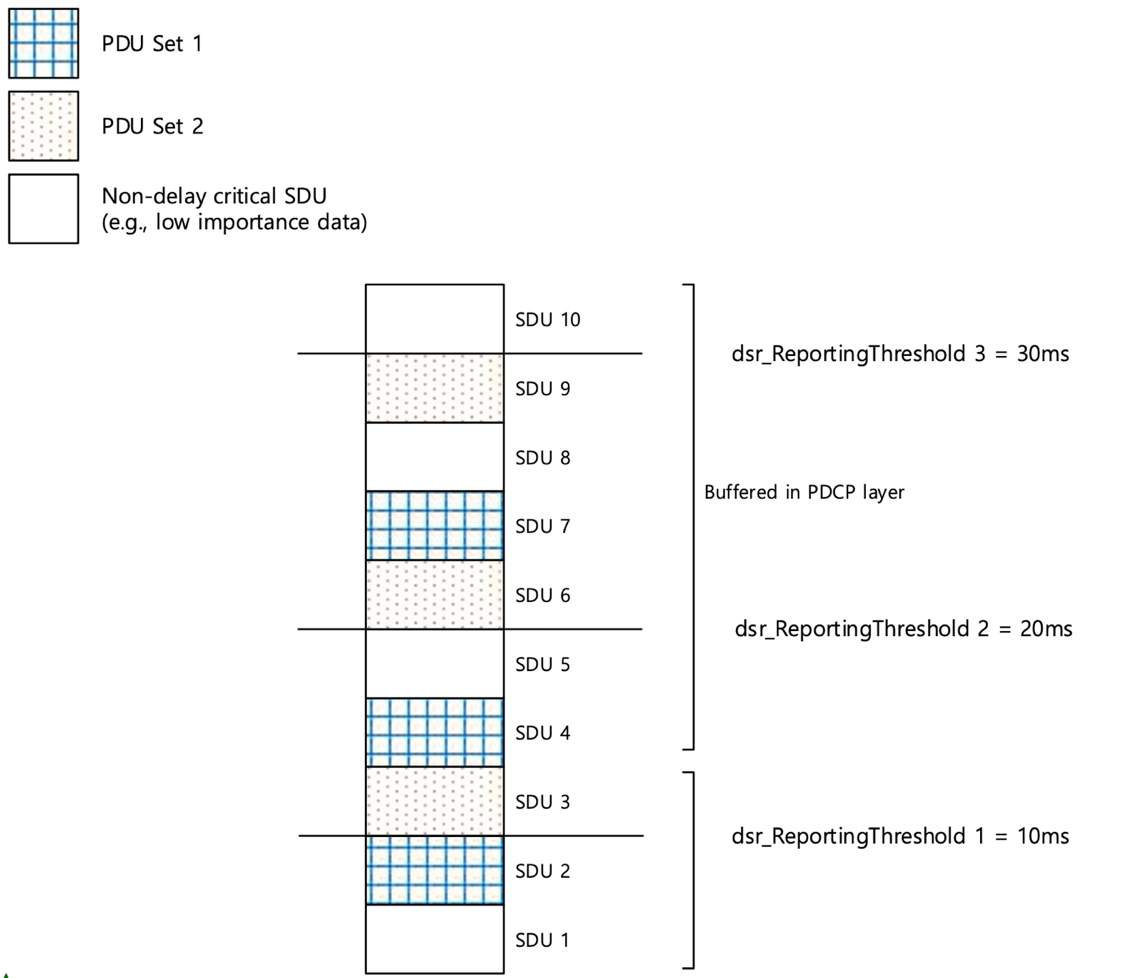 PDU Set 1
PDU Set 2
Non-delay critical SDU
(e.g., low importance data)
SDU 10
dsr_ReportingThreshold 3 = 30ms
SDU 9
SDU 8
Buffered in PDCP layer
SDU 7
SDU 6
dsr_ReportingThreshold 2 = 20ms
SDU 5
SDU 4
SDU 3
dsr_ReportingThreshold 1 = 10ms
SDU 2
SDU 1